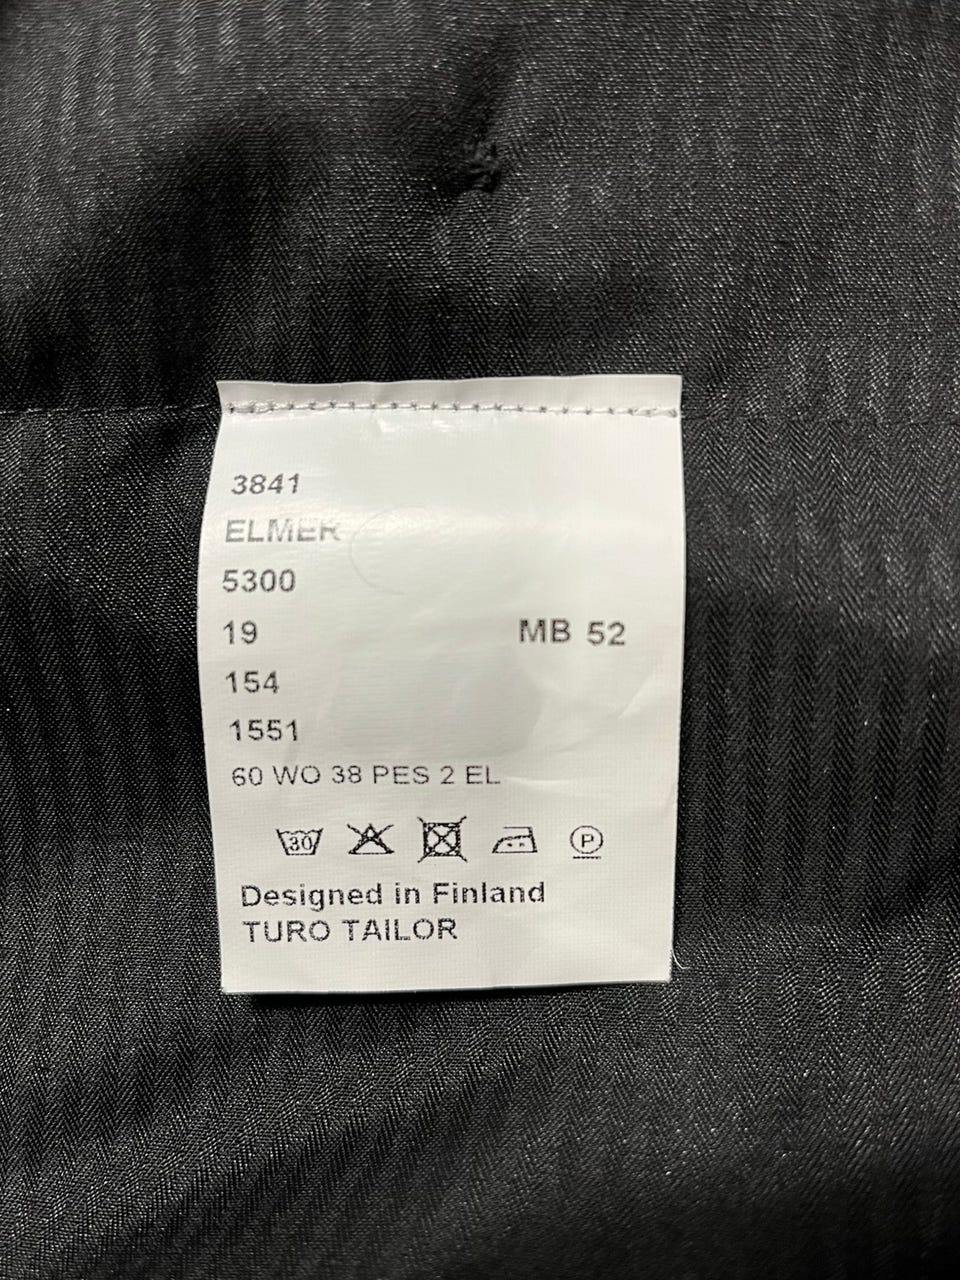 3841
ELMER
5300
19 MB 52
154
1551
60 WO 38 PES 2 EL
30 P
Designed in Finland
TURO TAILOR